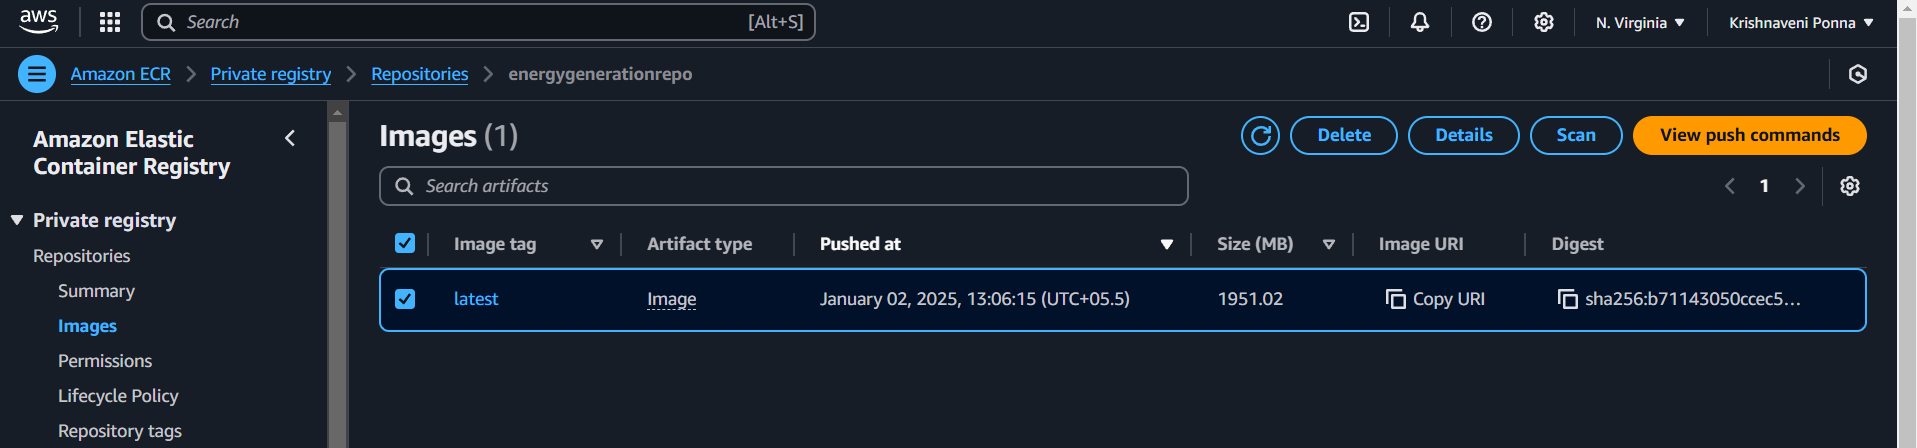 aws Search [Alt+S] N. Virginia Krishnaveni Ponna
Amazon ECR Private registry Repositories energygenerationrepo
Amazon Elastic
Container Registry
Private registry
Repositories
Summary
Images
Permissions
Lifecycle Policy
Repository tags
Images (1) Delete Details Scan View push commands
Search artifacts 1
Image tag Artifact type Pushed at Size (MB) Image URI Digest
latest Image January 02, 2025, 13:06:15 (UTC+05.5) 1951.02 Copy URI sha256:b71143050ccec5...